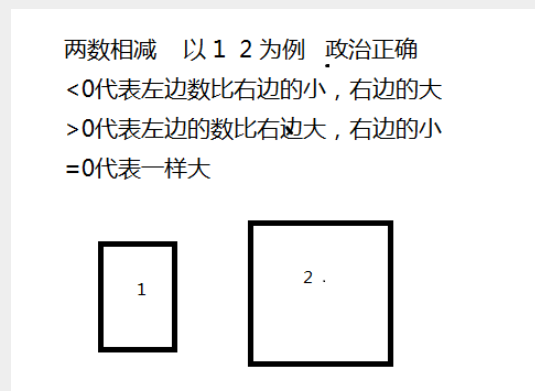 两数相减 以 1 2 为例 政治正确
<0代表左边数比右边的小，右边的大
>0代表左边的数比右边大，右边的小
=0代表一样大
1
2 .